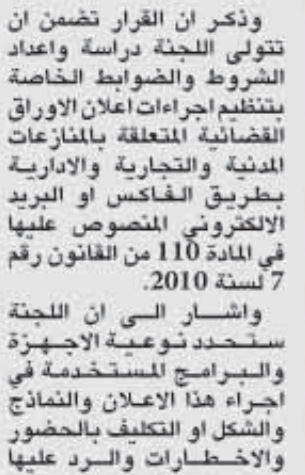 وذكر ان القرار تضمن ان
تتولى اللجنة دراسة واعداد
الشروط والضوابط الخاصة
بتنظيم اجراءات اعلان الاوراق
القضائية المتعلقة بالمنازعات
المدنية والتجارية والادارية
بطريق الفاكس او البريد
الالكتروني المنصوص عليها
في المادة 110 من القانون رقم
7 لسنة 2010.
واشار الى ان اللجنة
ستحدد نوعية الاجهزة
والبرامج المستخدمة في
اجراء هذا الاعلان والنماذج
والشكل او التكليف بالحضور
والاخطارات والرد عليها